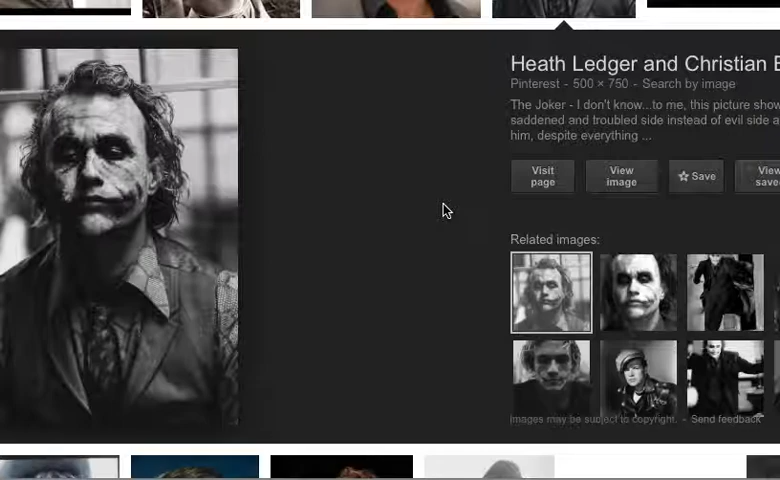 Heath Ledger and Christian
Pinterest - 500 × 750 - Search by image
The Joker - I don't know...to me, this picture show
saddened and troubled side instead of evil side a
him, despite everything ...
Visit page
View image
Save
View save
Related images:
Images may be subject to copyright. - Send feedback